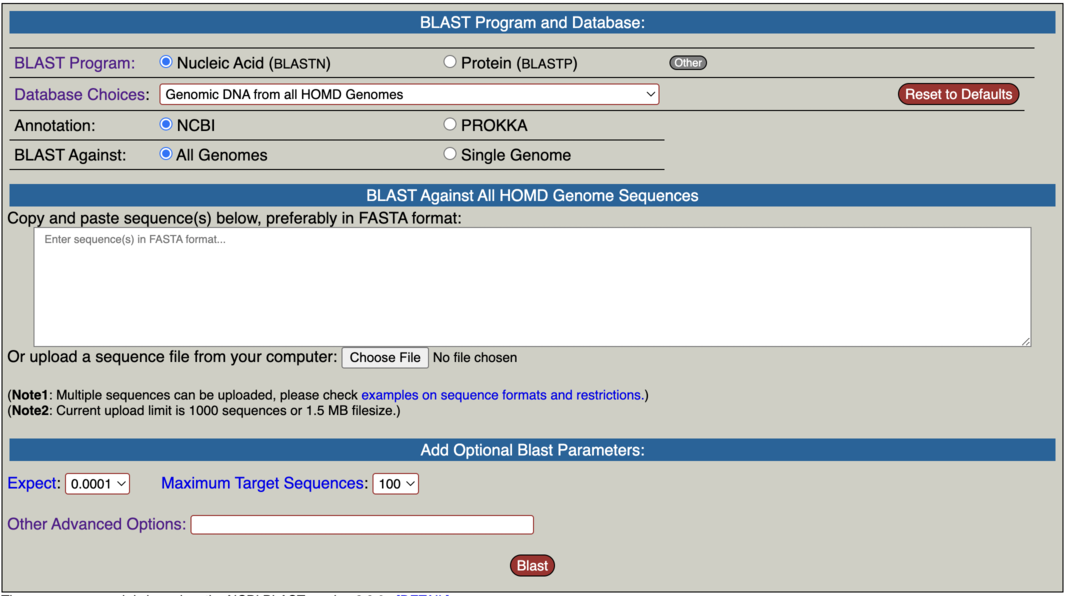 BLAST Program and Database:
BLAST Program: Nucleic Acid (BLASTN) Protein (BLASTP) Other
Database Choices: Genomic DNA from all HOMD Genomes Reset to Defaults
Annotation: NCBI PROKKA
BLAST Against: All Genomes Single Genome
BLAST Against All HOMD Genome Sequences
Copy and paste sequence(s) below, preferably in FASTA format:
Enter sequence(s) in FASTA format...
Or upload a sequence file from your computer: Choose File No file chosen
(Note1: Multiple sequences can be uploaded, please check examples on sequence formats and restrictions.)
(Note2: Current upload limit is 1000 sequences or 1.5 MB filesize.)
Add Optional Blast Parameters:
Expect: 0.0001 Maximum Target Sequences: 100
Other Advanced Options:
Blast